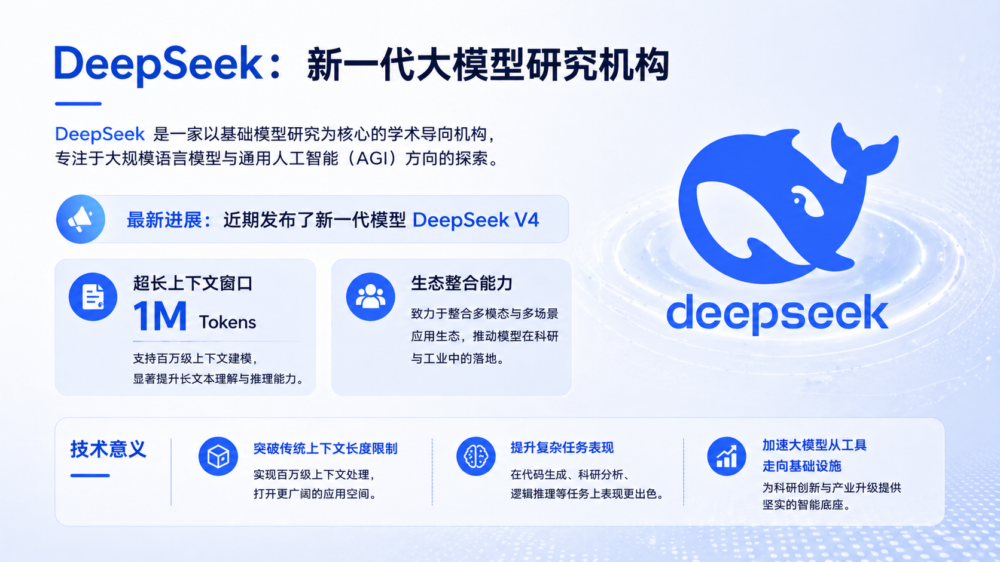 DeepSeek：新一代大模型研究机构
DeepSeek 是一家以基础模型研究为核心的学术导向机构，
专注于大规模语言模型与通用人工智能（AGI）方向的探索。
最新进展：近期发布了新一代模型 DeepSeek V4
超长上下文窗口
1M Tokens
支持百万级上下文建模，
显著提升长文本理解与推理能力。
生态整合能力
致力于整合多模态与多场景
应用生态，推动模型在科研
与工业中的落地。
deepseek
技术意义
突破传统上下文长度限制
实现百万级上下文处理，
打开更广阔的应用空间。
提升复杂任务表现
在代码生成、科研分析、
逻辑推理等任务上表现更出色。
加速大模型从工具
走向基础设施
为科研创新与产业升级提供
坚实的智能底座。